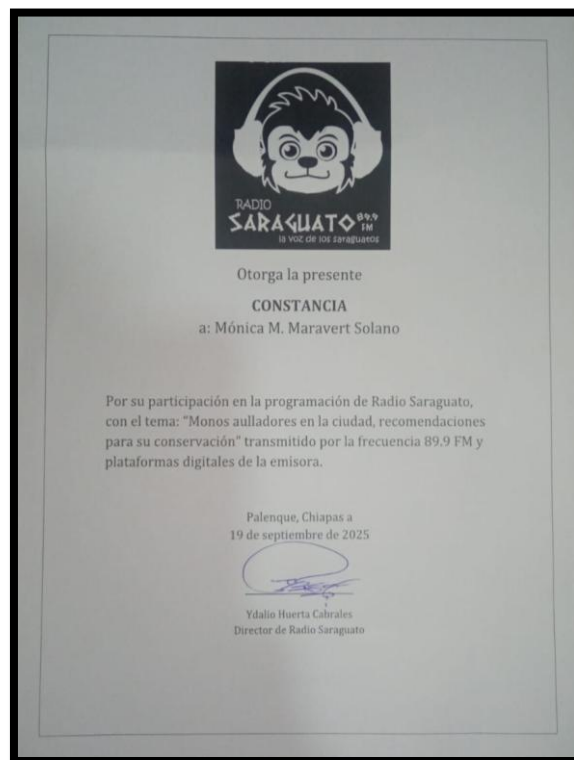 RADIO
SARAGUATO 89.9 FM
la voz de los saraguatos
Otorga la presente
CONSTANCIA
a: Mónica M. Maravert Solano
Por su participación en la programación de Radio Saraguato,
con el tema: "Monos aulladores en la ciudad, recomendaciones
para su conservación" transmitido por la frecuencia 89.9 FM y
plataformas digitales de la emisora.
Palenque, Chiapas a
19 de septiembre de 2025
Ydalio Huerta Cabrales
Director de Radio Saraguato